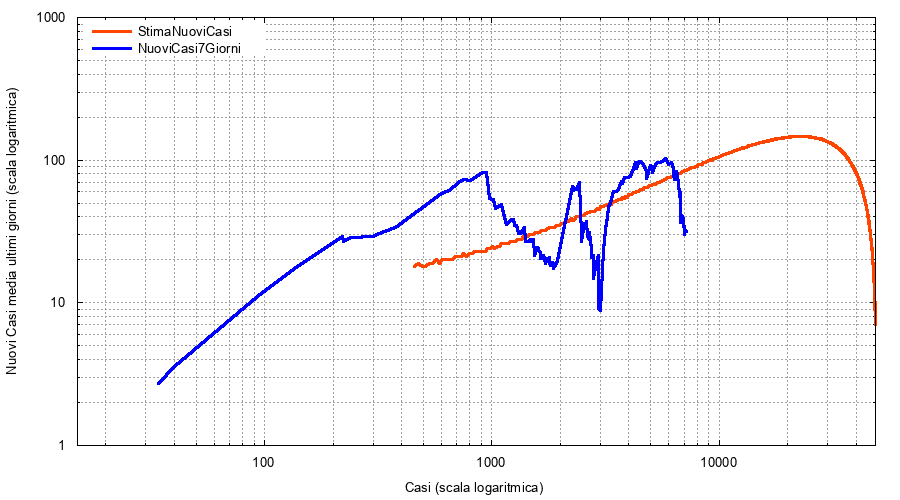 1000
StimaNuoviCasi
NuoviCasi7Giorni
100
10
1
100
1000
10000
Nuovi Casi media ultimi giorni (scala logaritmica)
Casi (scala logaritmica)